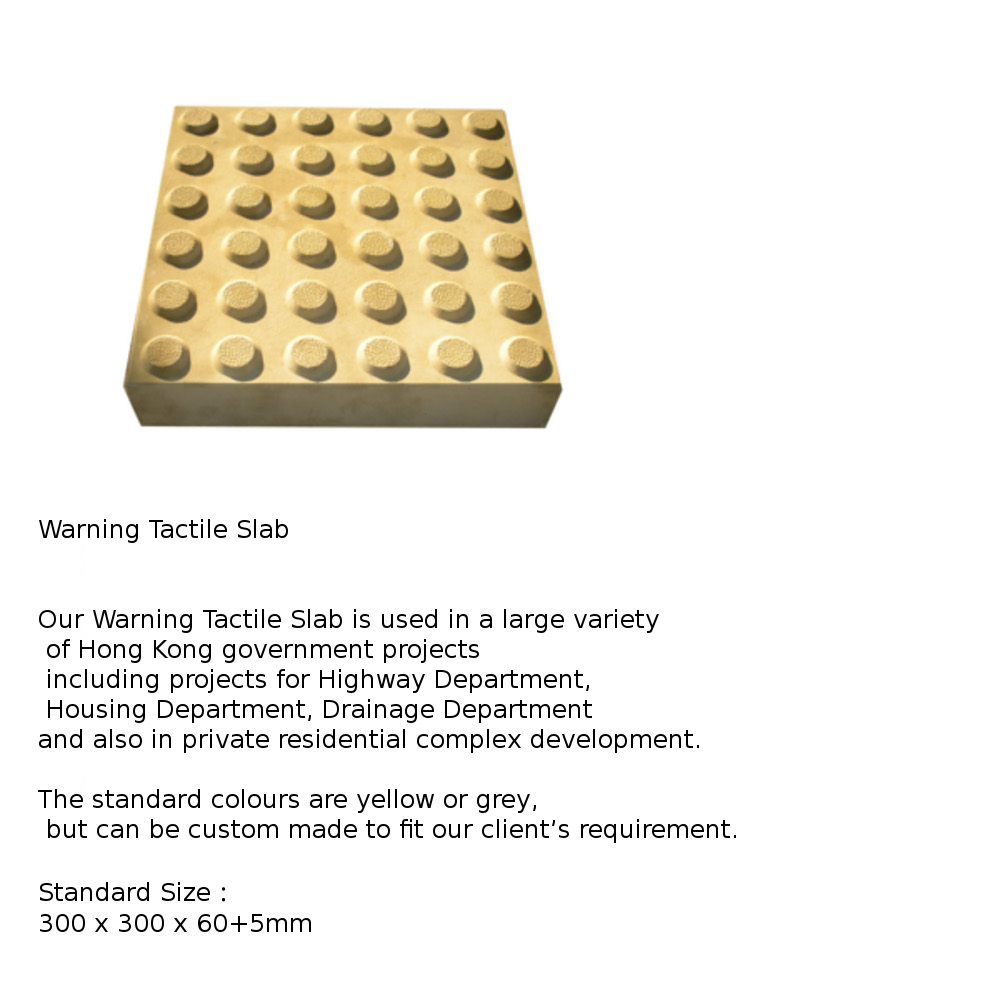 Warning Tactile Slab
Our Warning Tactile Slab is used in a large variety
of Hong Kong government projects
including projects for Highway Department,
Housing Department, Drainage Department
and also in private residential complex development.
The standard colours are yellow or grey,
but can be custom made to fit our client’s requirement.
Standard Size :
300 x 300 x 60+5mm